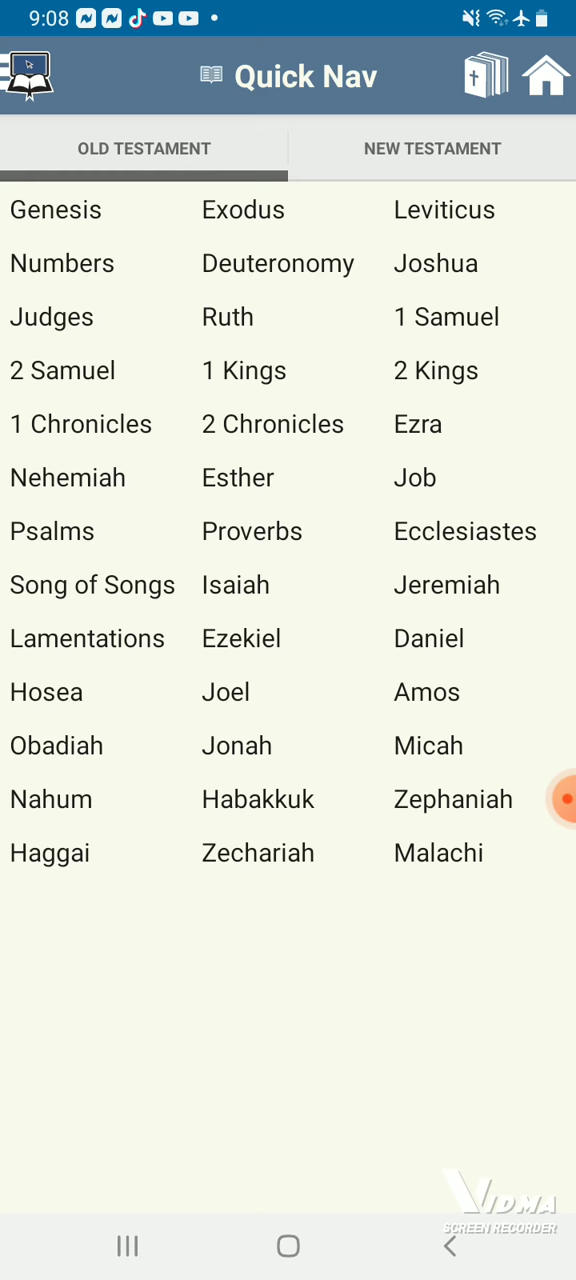 9:08
Quick Nav
OLD TESTAMENT NEW TESTAMENT
Genesis Exodus Leviticus
Numbers Deuteronomy Joshua
Judges Ruth 1 Samuel
2 Samuel 1 Kings 2 Kings
1 Chronicles 2 Chronicles Ezra
Nehemiah Esther Job
Psalms Proverbs Ecclesiastes
Song of Songs Isaiah Jeremiah
Lamentations Ezekiel Daniel
Hosea Joel Amos
Obadiah Jonah Micah
Nahum Habakkuk Zephaniah
Haggai Zechariah Malachi
VIDMA
SCREEN RECORDER